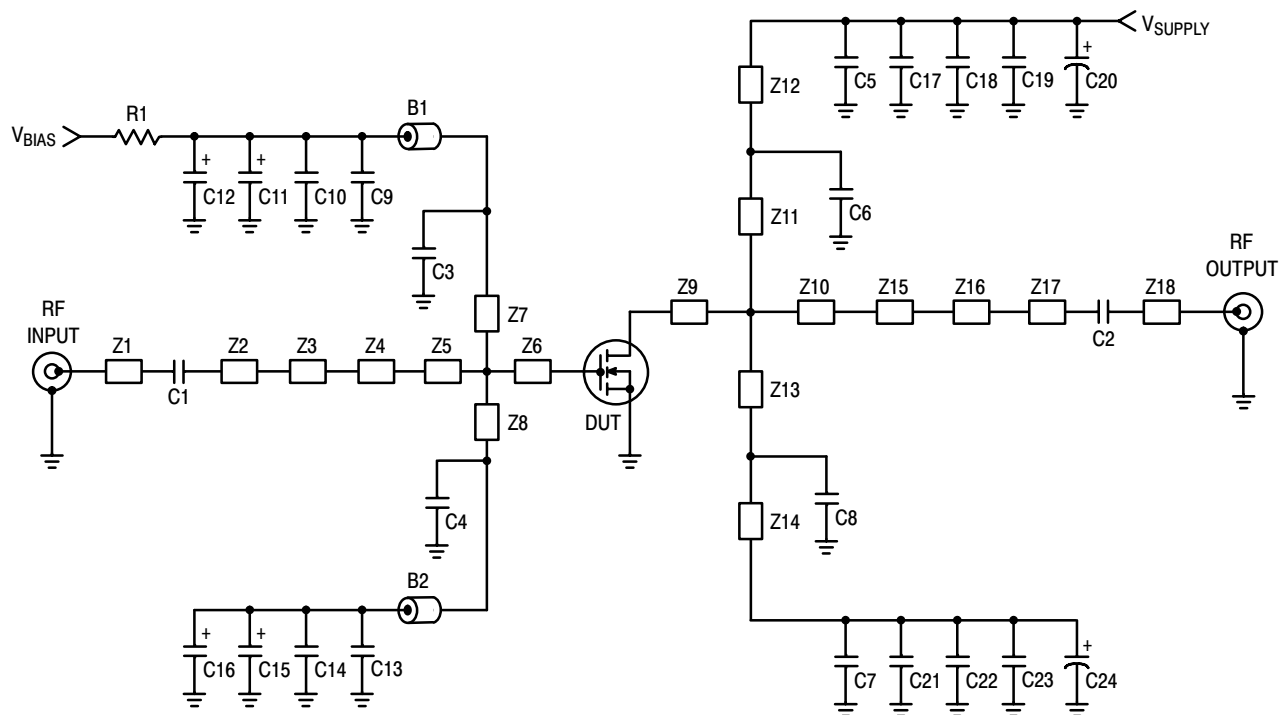 VSUPPLY
C5 C17 C18 C19 C20
+
Z12
VBIAS R1 B1
+ +
C12 C11 C10 C9
C6
Z11
C3
RF INPUT
RF OUTPUT
Z7
Z9 Z10 Z15 Z16 Z17 Z18
C2
Z1 Z2 Z3 Z4 Z5 Z6
C1
DUT
Z8
Z13
C4
C8
Z14
B2
+ +
C16 C15 C14 C13
+
C7 C21 C22 C23 C24